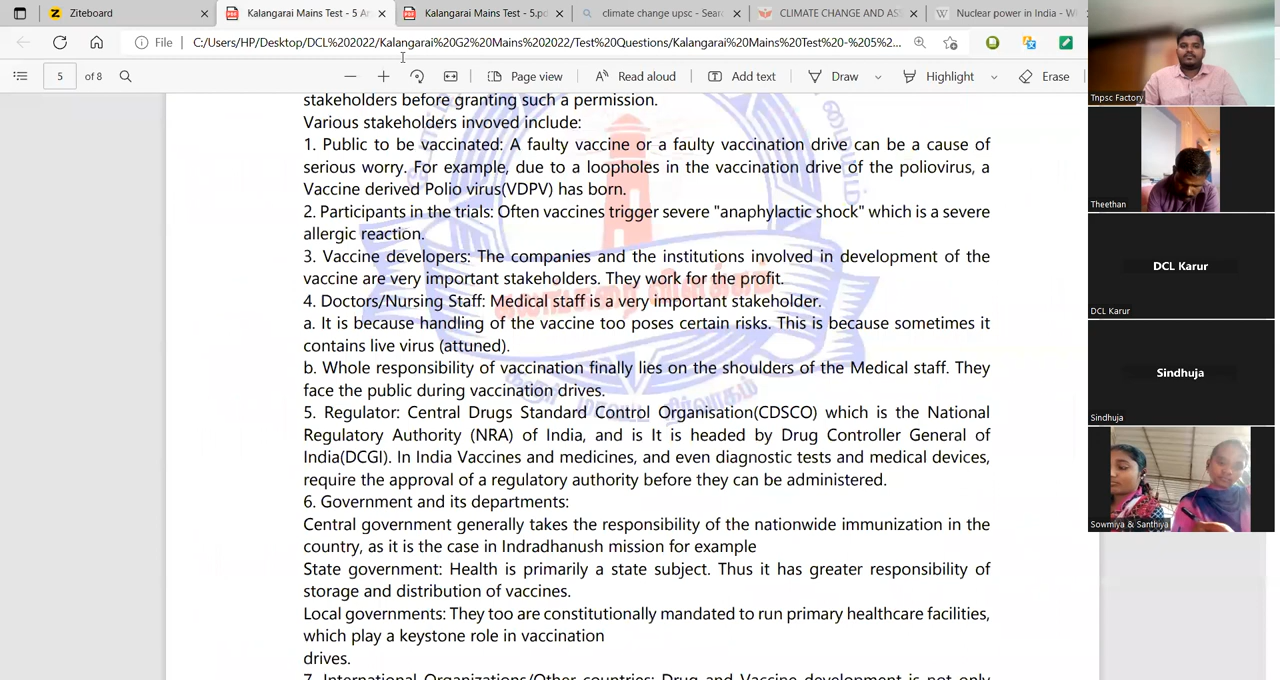 Ziteboard
Kalangarai Mains Test - 5 An
Kalangarai Mains Test - 5.pd
climate change upsc - Sear
CLIMATE CHANGE AND ASS
Nuclear power in India - W
File
C:/Users/HP/Desktop/DCL%202022/Kalangarai%20G2%20Mains%202022/Test%20Questions/Kalangarai%20Mains%20Test%20-%205%2...
5 of 8
Page view
Read aloud
Add text
Draw
Highlight
Erase
stakeholders before granting such a permission.
Various stakeholders invoved include:
1. Public to be vaccinated: A faulty vaccine or a faulty vaccination drive can be a cause of
serious worry. For example, due to a loopholes in the vaccination drive of the poliovirus, a
Vaccine derived Polio virus(VDPV) has born.
2. Participants in the trials: Often vaccines trigger severe "anaphylactic shock" which is a severe
allergic reaction.
3. Vaccine developers: The companies and the institutions involved in development of the
vaccine are very important stakeholders. They work for the profit.
4. Doctors/Nursing Staff: Medical staff is a very important stakeholder.
a. It is because handling of the vaccine too poses certain risks. This is because sometimes it
contains live virus (attuned).
b. Whole responsibility of vaccination finally lies on the shoulders of the Medical staff. They
face the public during vaccination drives.
5. Regulator: Central Drugs Standard Control Organisation(CDSCO) which is the National
Regulatory Authority (NRA) of India, and is It is headed by Drug Controller General of
India(DCGI). In India Vaccines and medicines, and even diagnostic tests and medical devices,
require the approval of a regulatory authority before they can be administered.
6. Government and its departments:
Central government generally takes the responsibility of the nationwide immunization in the
country, as it is the case in Indradhanush mission for example
State government: Health is primarily a state subject. Thus it has greater responsibility of
storage and distribution of vaccines.
Local governments: They too are constitutionally mandated to run primary healthcare facilities,
which play a keystone role in vaccination
drives.
7. International Organizations/Other countries: Drug and Vaccine development is not only
Tnpsc Factory
Theethan
DCL Karur
DCL Karur
Sindhuja
Sindhuja
Sowmiya & Santhiya